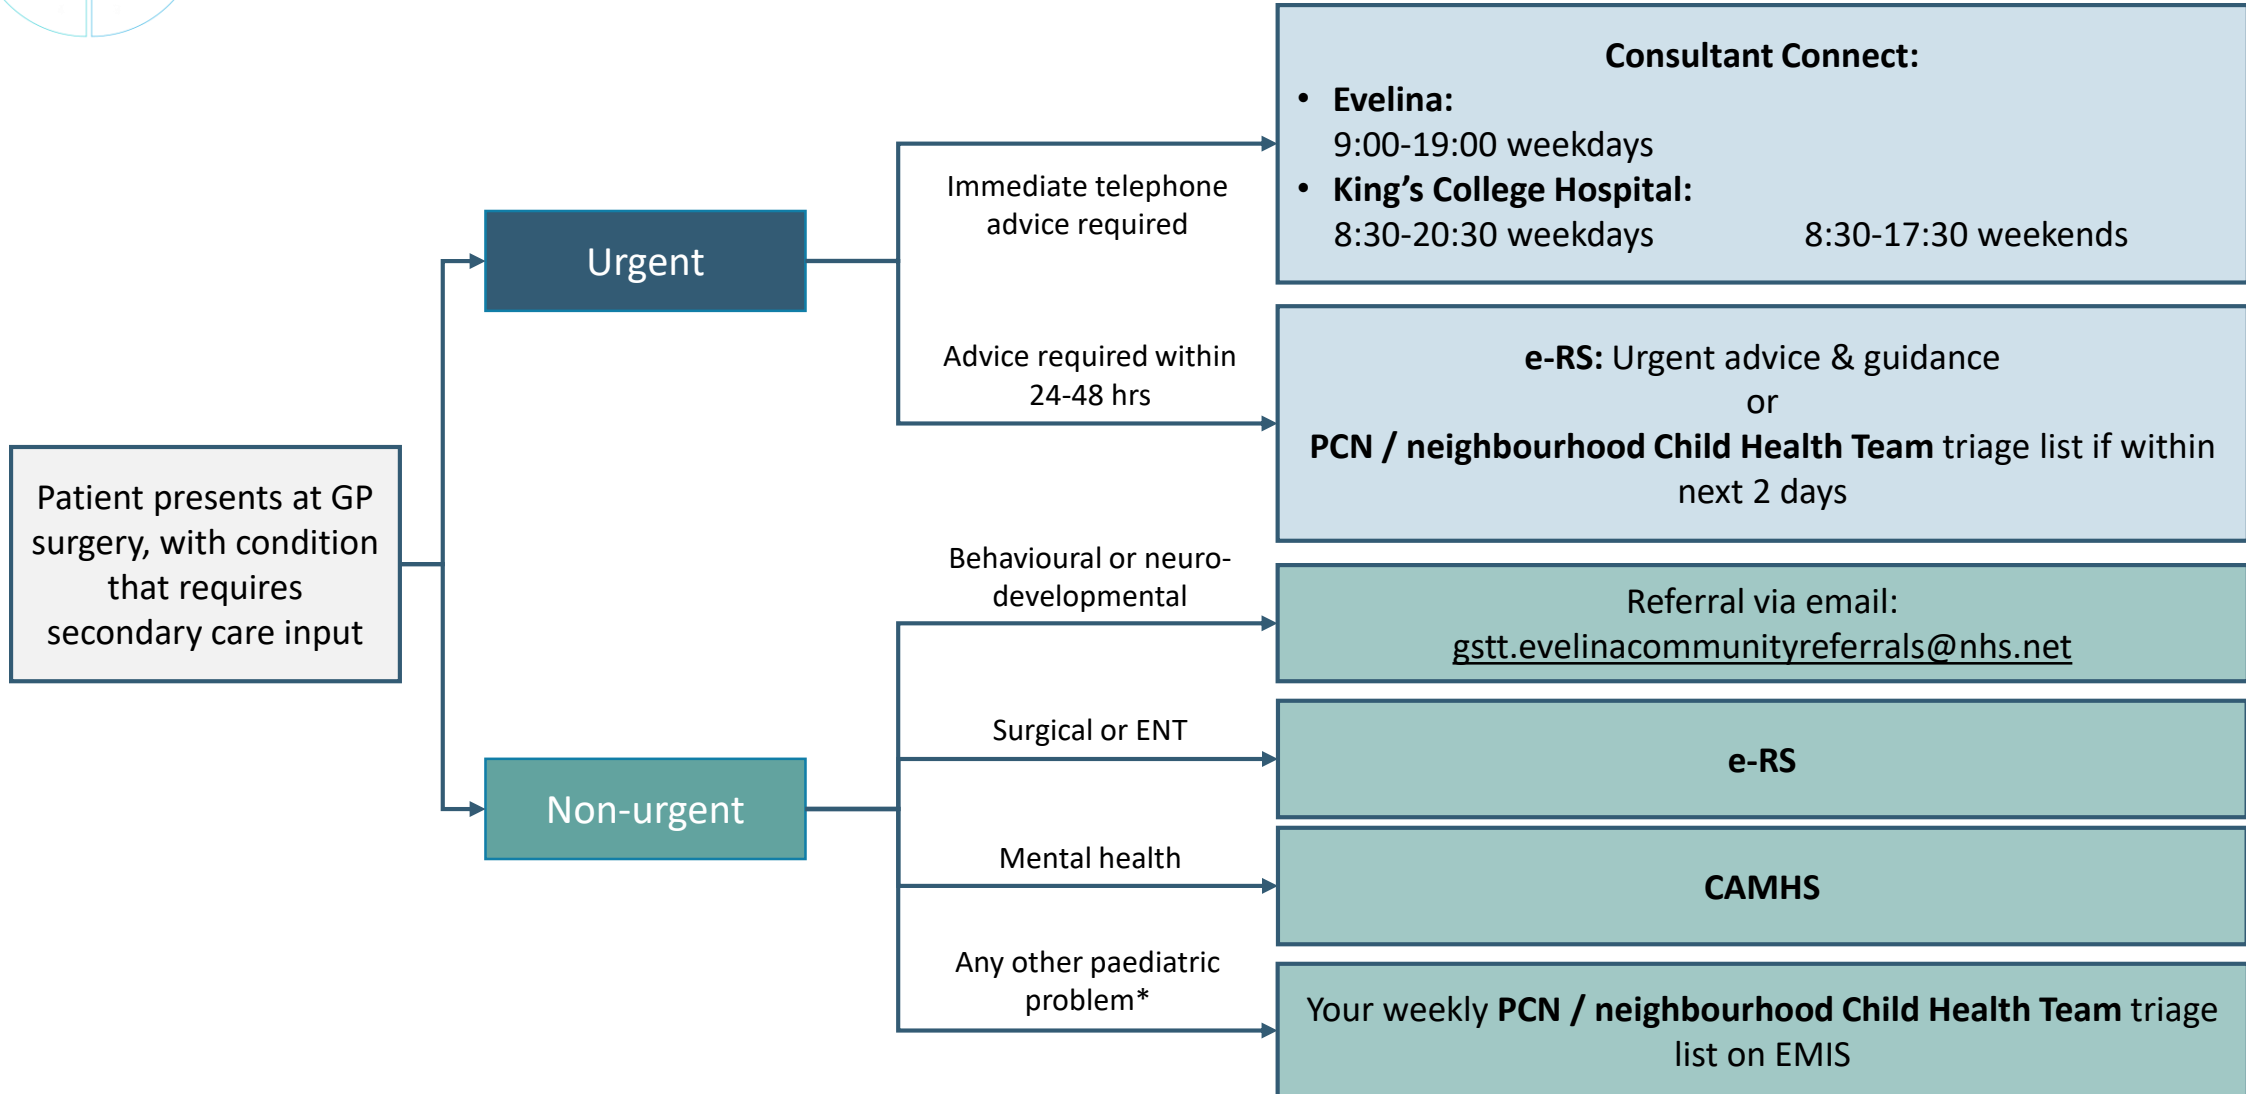 Consultant Connect:
• Evelina:
9:00-19:00 weekdays
• King’s College Hospital:
8:30-20:30 weekdays 8:30-17:30 weekends
Immediate telephone
advice required
Urgent
Advice required within
24-48 hrs
e-RS: Urgent advice & guidance
or
PCN / neighbourhood Child Health Team triage list if within
next 2 days
Patient presents at GP
surgery, with condition
that requires
secondary care input
Behavioural or neuro-
developmental
Referral via email:
gstt.evelinacommunityreferrals@nhs.net
Surgical or ENT
e-RS
Non-urgent
Mental health
CAMHS
Any other paediatric
problem*
Your weekly PCN / neighbourhood Child Health Team triage
list on EMIS